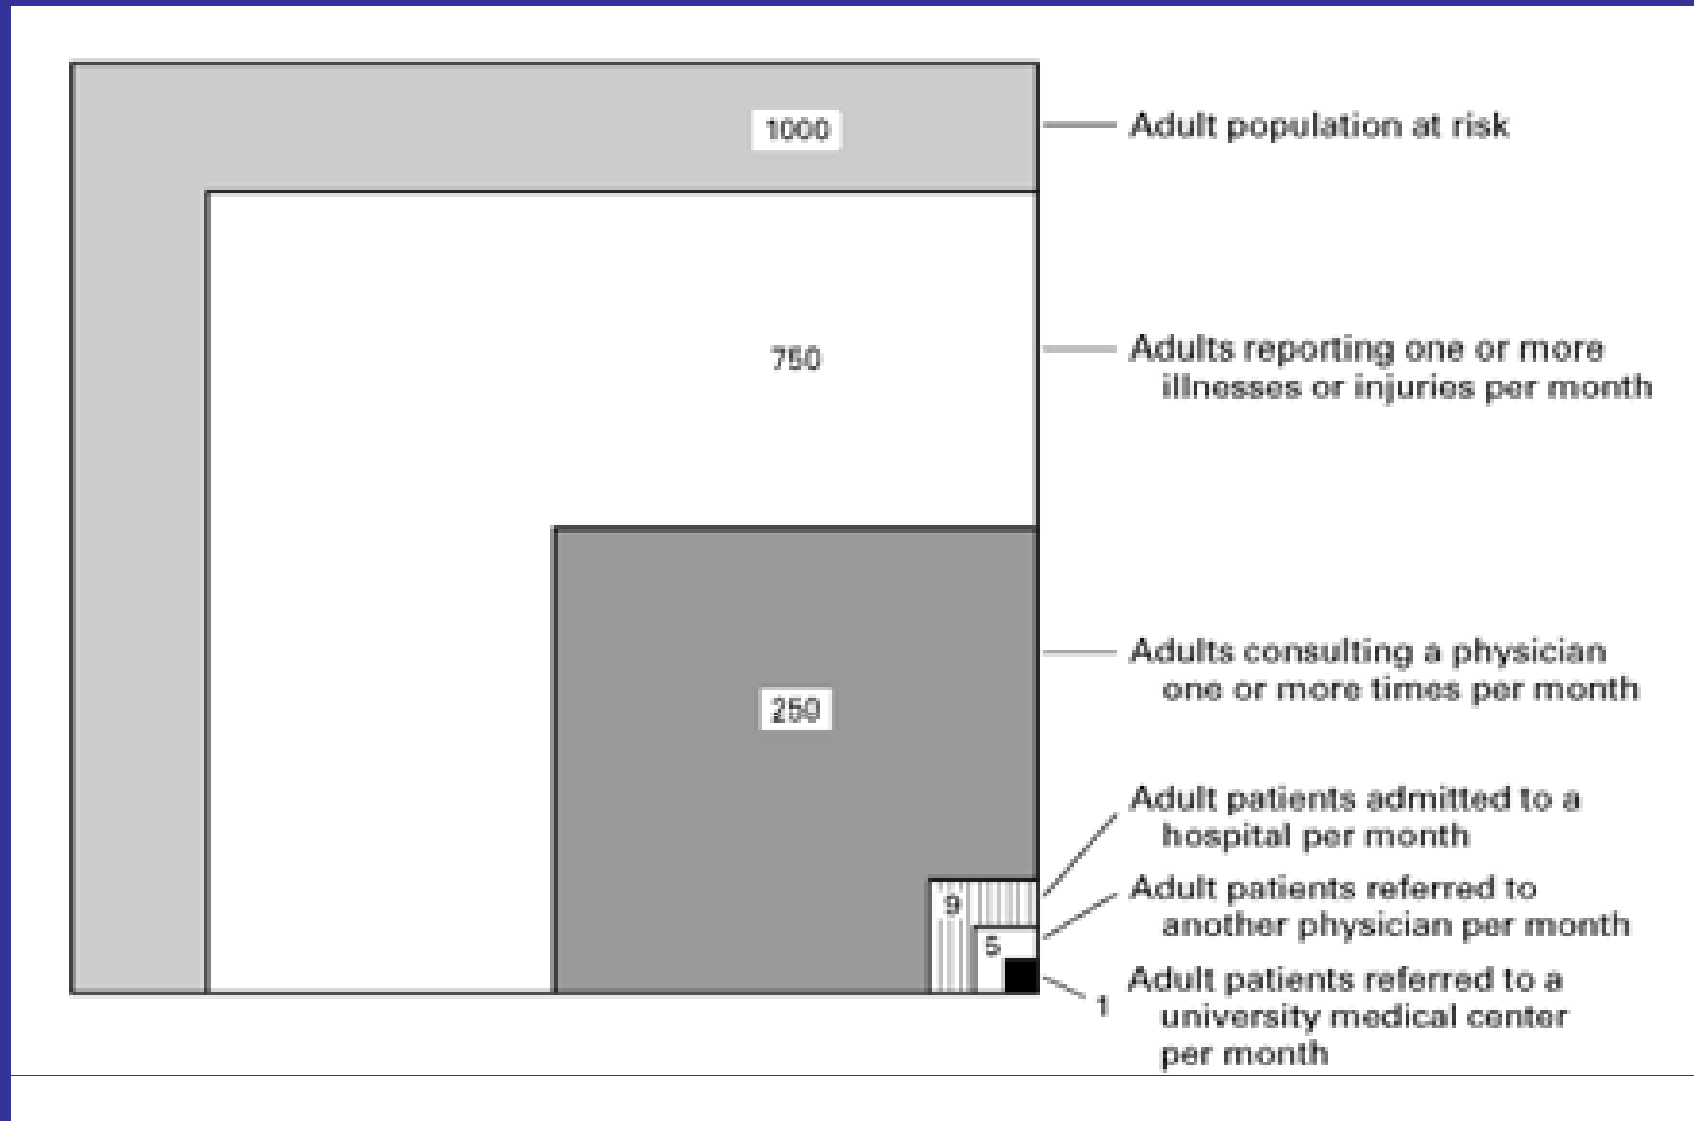 1000
Adult population at risk
750
Adults reporting one or more
illnesses or injuries per month
250
Adults consulting a physician
one or more times per month
9
Adult patients admitted to a
hospital per month
5
Adult patients referred to
another physician per month
1
Adult patients referred to a
university medical center
per month